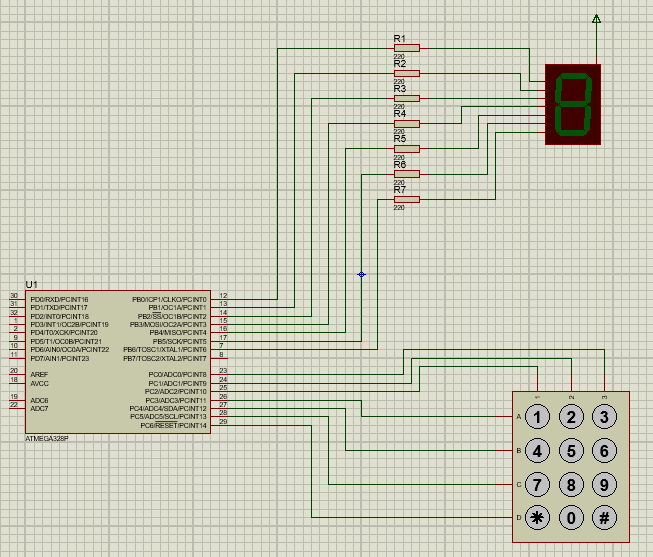 R1
220
R2
220
R3
220
R4
220
R5
220
R6
220
R7
220
U1
30 PD0/RXD/PCINT16 PB0/ICP1/CLKO/PCINT0 12
31 PD1/TXD/PCINT17 PB1/OC1A/PCINT1 13
32 PD2/INT0/PCINT18 PB2/SS/OC1B/PCINT2 14
1 PD3/INT1/OC2B/PCINT19 PB3/MOSI/OC2A/PCINT3 15
2 PD4/T0/XCK/PCINT20 PB4/MISO/PCINT4 16
9 PD5/T1/OC0B/PCINT21 PB5/SCK/PCINT5 17
10 PD6/AIN0/OC0A/PCINT22 PB6/TOSC1/XTAL1/PCINT6 7
11 PD7/AIN1/PCINT23 PB7/TOSC2/XTAL2/PCINT7 8
20 AREF PC0/ADC0/PCINT8 23
18 AVCC PC1/ADC1/PCINT9 24
PC2/ADC2/PCINT10 25
19 ADC6 PC3/ADC3/PCINT11 26
22 ADC7 PC4/ADC4/SDA/PCINT12 27
PC5/ADC5/SCL/PCINT13 28
PC6/RESET/PCINT14 29
ATMEGA328P
1 2 3
A 1 2 3
B 4 5 6
C 7 8 9
D * 0 #